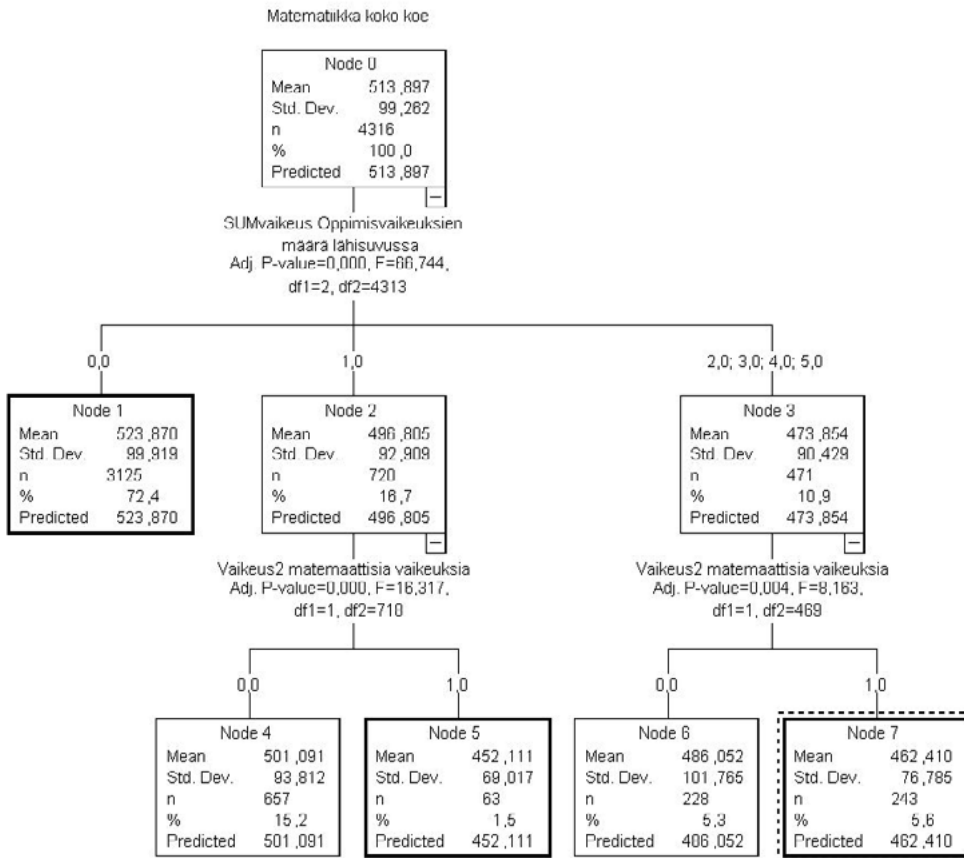 Matematiikka koko koe
Node 0
Mean 513,897
Std. Dev. 99,262
n 4316
% 100,0
Predicted 513,897
SUMvaikeus Oppimisvaikeuksien
määrä lähisuvussa
Adj. P-value=0,000, F=66,744,
df1=2, df2=4313
0,0
1,0
2,0; 3,0; 4,0; 5,0
Node 1
Mean 523,870
Std. Dev. 99,919
n 3125
% 72,4
Predicted 523,870
Node 2
Mean 496,805
Std. Dev. 92,909
n 720
% 16,7
Predicted 496,805
Node 3
Mean 473,854
Std. Dev. 90,429
n 471
% 10,9
Predicted 473,854
Vaikeus2 matemaattisia vaikeuksia
Adj. P-value=0,000, F=16,317,
df1=1, df2=710
Vaikeus2 matemaattisia vaikeuksia
Adj. P-value=0,004, F=8,163,
df1=1, df2=469
0,0
1,0
0,0
1,0
Node 4
Mean 501,091
Std. Dev. 93,812
n 657
% 15,2
Predicted 501,091
Node 5
Mean 452,111
Std. Dev. 69,017
n 63
% 1,5
Predicted 452,111
Node 6
Mean 486,052
Std. Dev. 101,765
n 228
% 5,3
Predicted 406,052
Node 7
Mean 462,410
Std. Dev. 76,785
n 243
% 5,6
Predicted 462,410